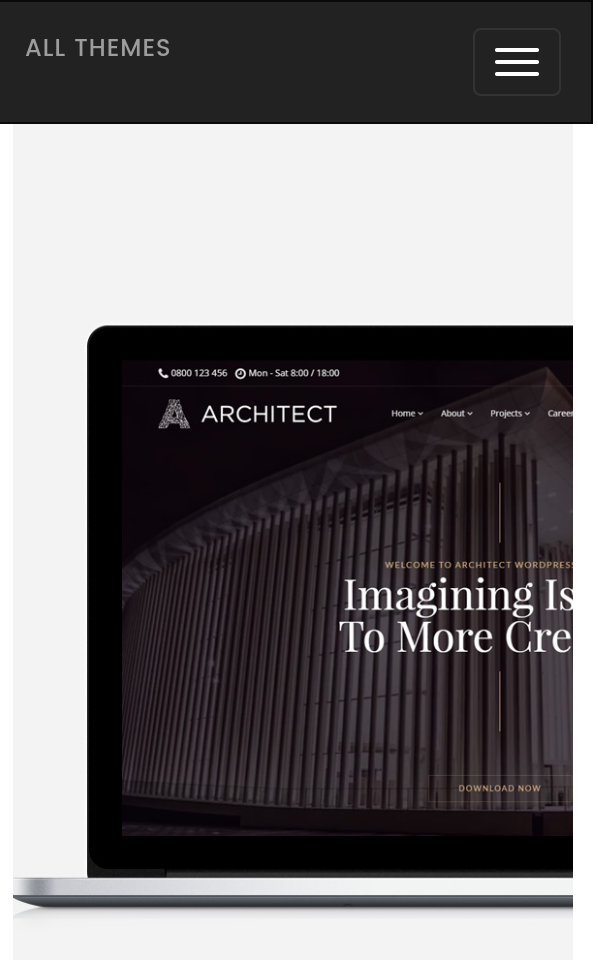 ALL THEMES
0800 123 456 Mon - Sat 8:00 / 18:00
ARCHITECT
Home About Projects Career
WELCOME TO ARCHITECT WORDPRESS
Imagining Is
To More Cre
DOWNLOAD NOW